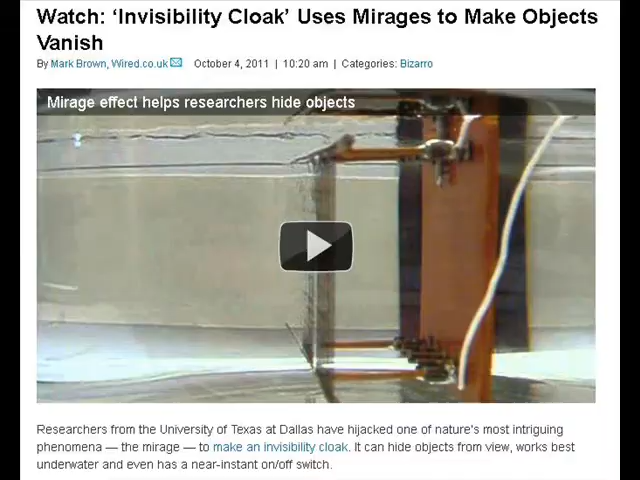 Watch: ‘Invisibility Cloak’ Uses Mirages to Make Objects
Vanish
By Mark Brown, Wired.co.uk October 4, 2011 | 10:20 am | Categories: Bizarro
Mirage effect helps researchers hide objects
Researchers from the University of Texas at Dallas have hijacked one of nature's most intriguing
phenomena — the mirage — to make an invisibility cloak. It can hide objects from view, works best
underwater and even has a near-instant on/off switch.